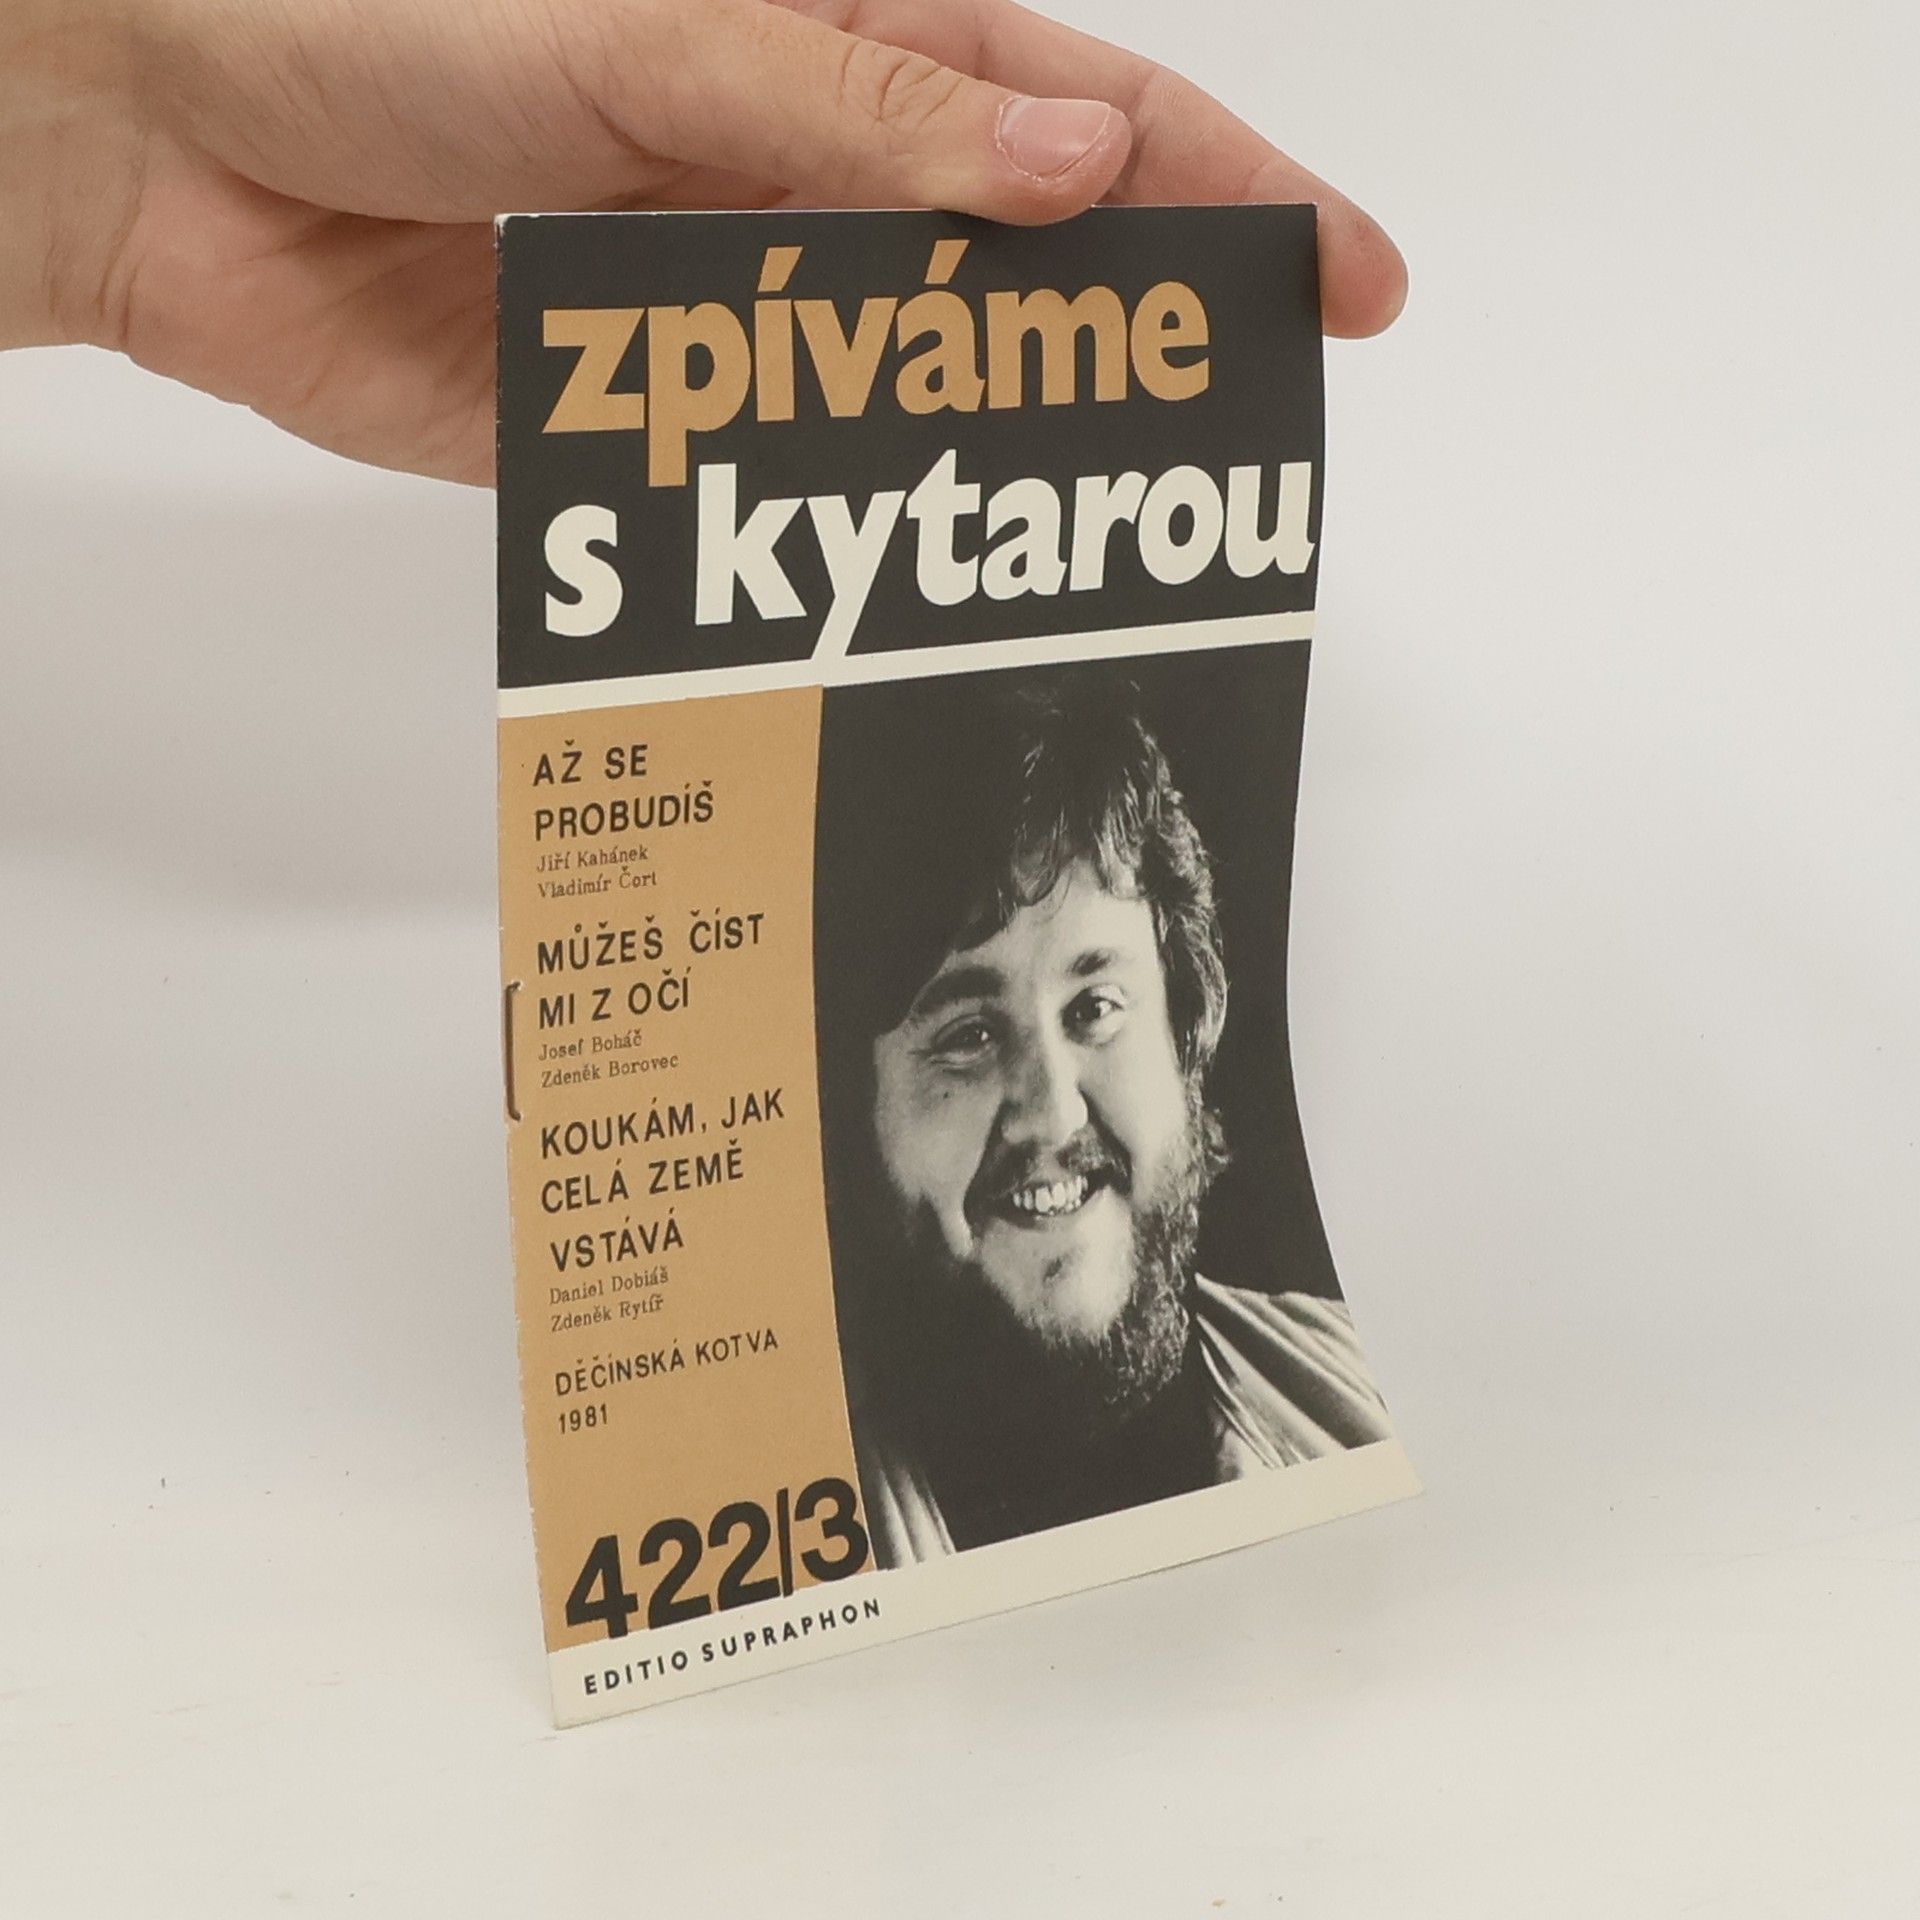 zpíváme
s kytarou
AŽ SE
PROBUDÍŠ
Jiří Kahánek
Vladimír Čort
MŮŽEŠ ČÍST
MI Z OČÍ
Josef Boháč
Zdeněk Borovec
KOUKÁM, JAK
CELÁ ZEMĚ
VSTÁVÁ
Daniel Dobiáš
Zdeněk Rytíř
DĚČÍNSKÁ KOTVA
1981
422/3
EDITIO SUPRAPHON